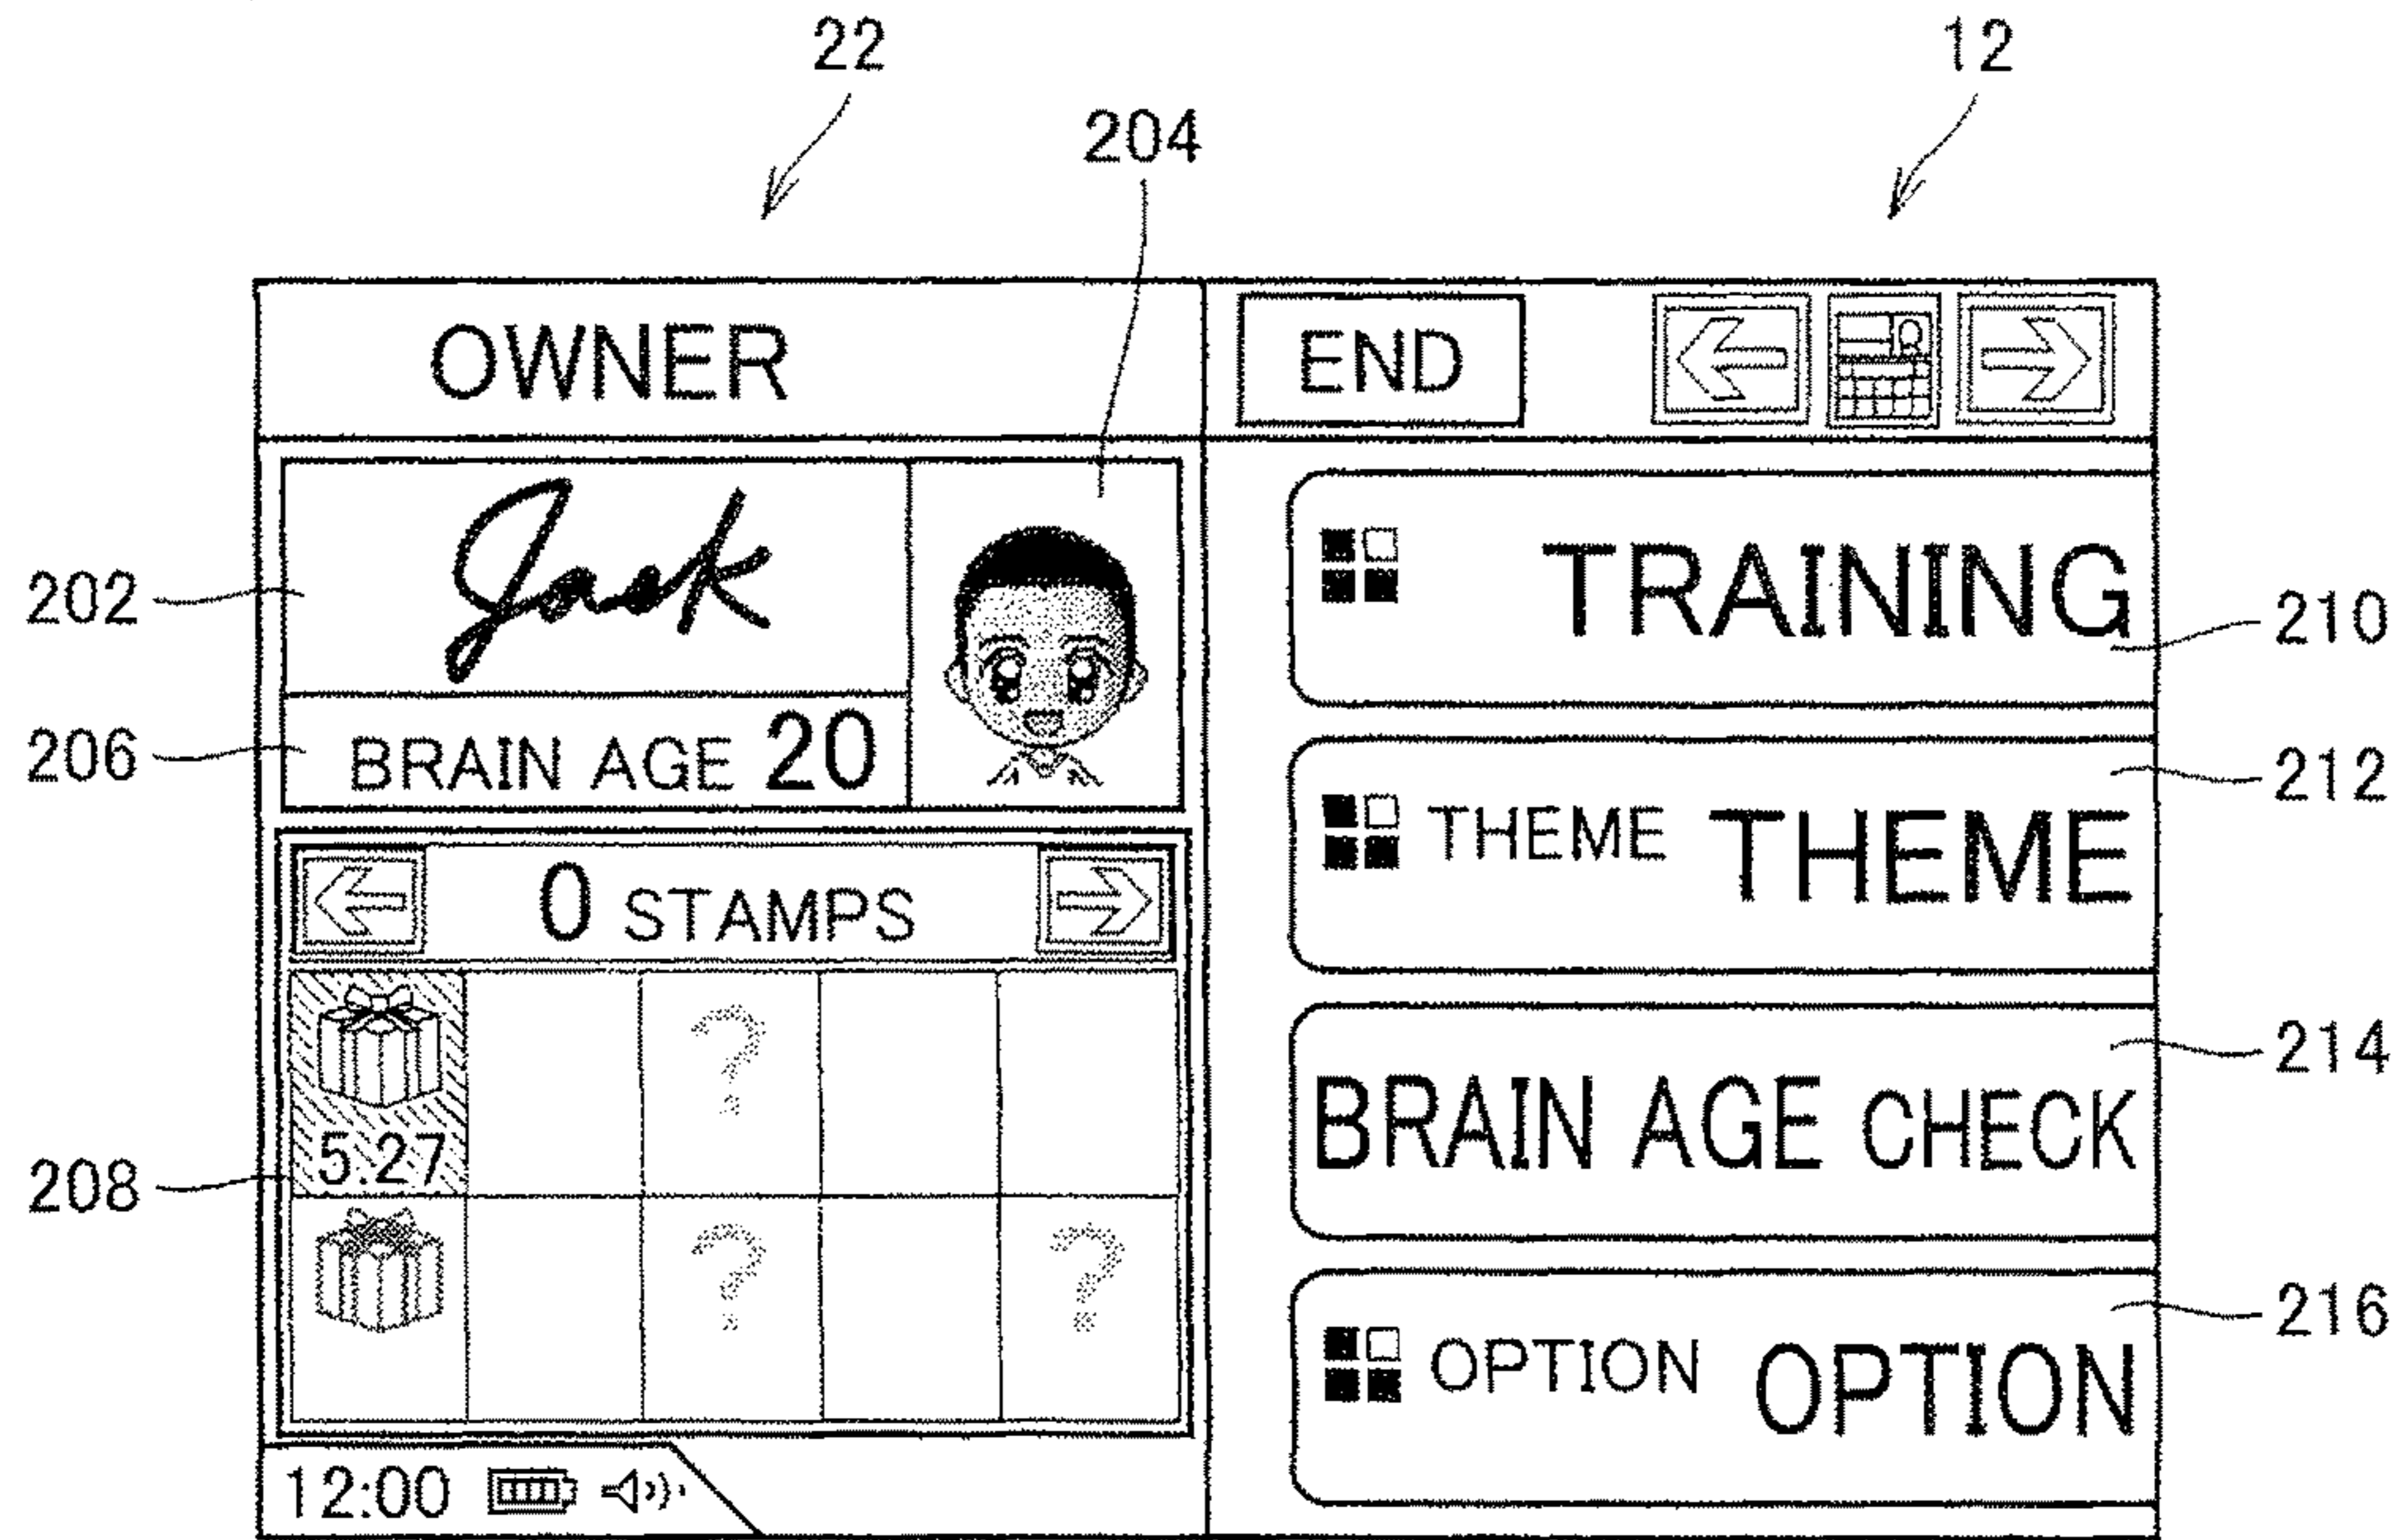 22
12
204
OWNER
END
202
Jack
TRAINING
210
206
BRAIN AGE 20
212
THEME THEME
0 STAMPS
? 
214
5.27
BRAIN AGE CHECK
208
? ?
216
OPTION OPTION
12:00